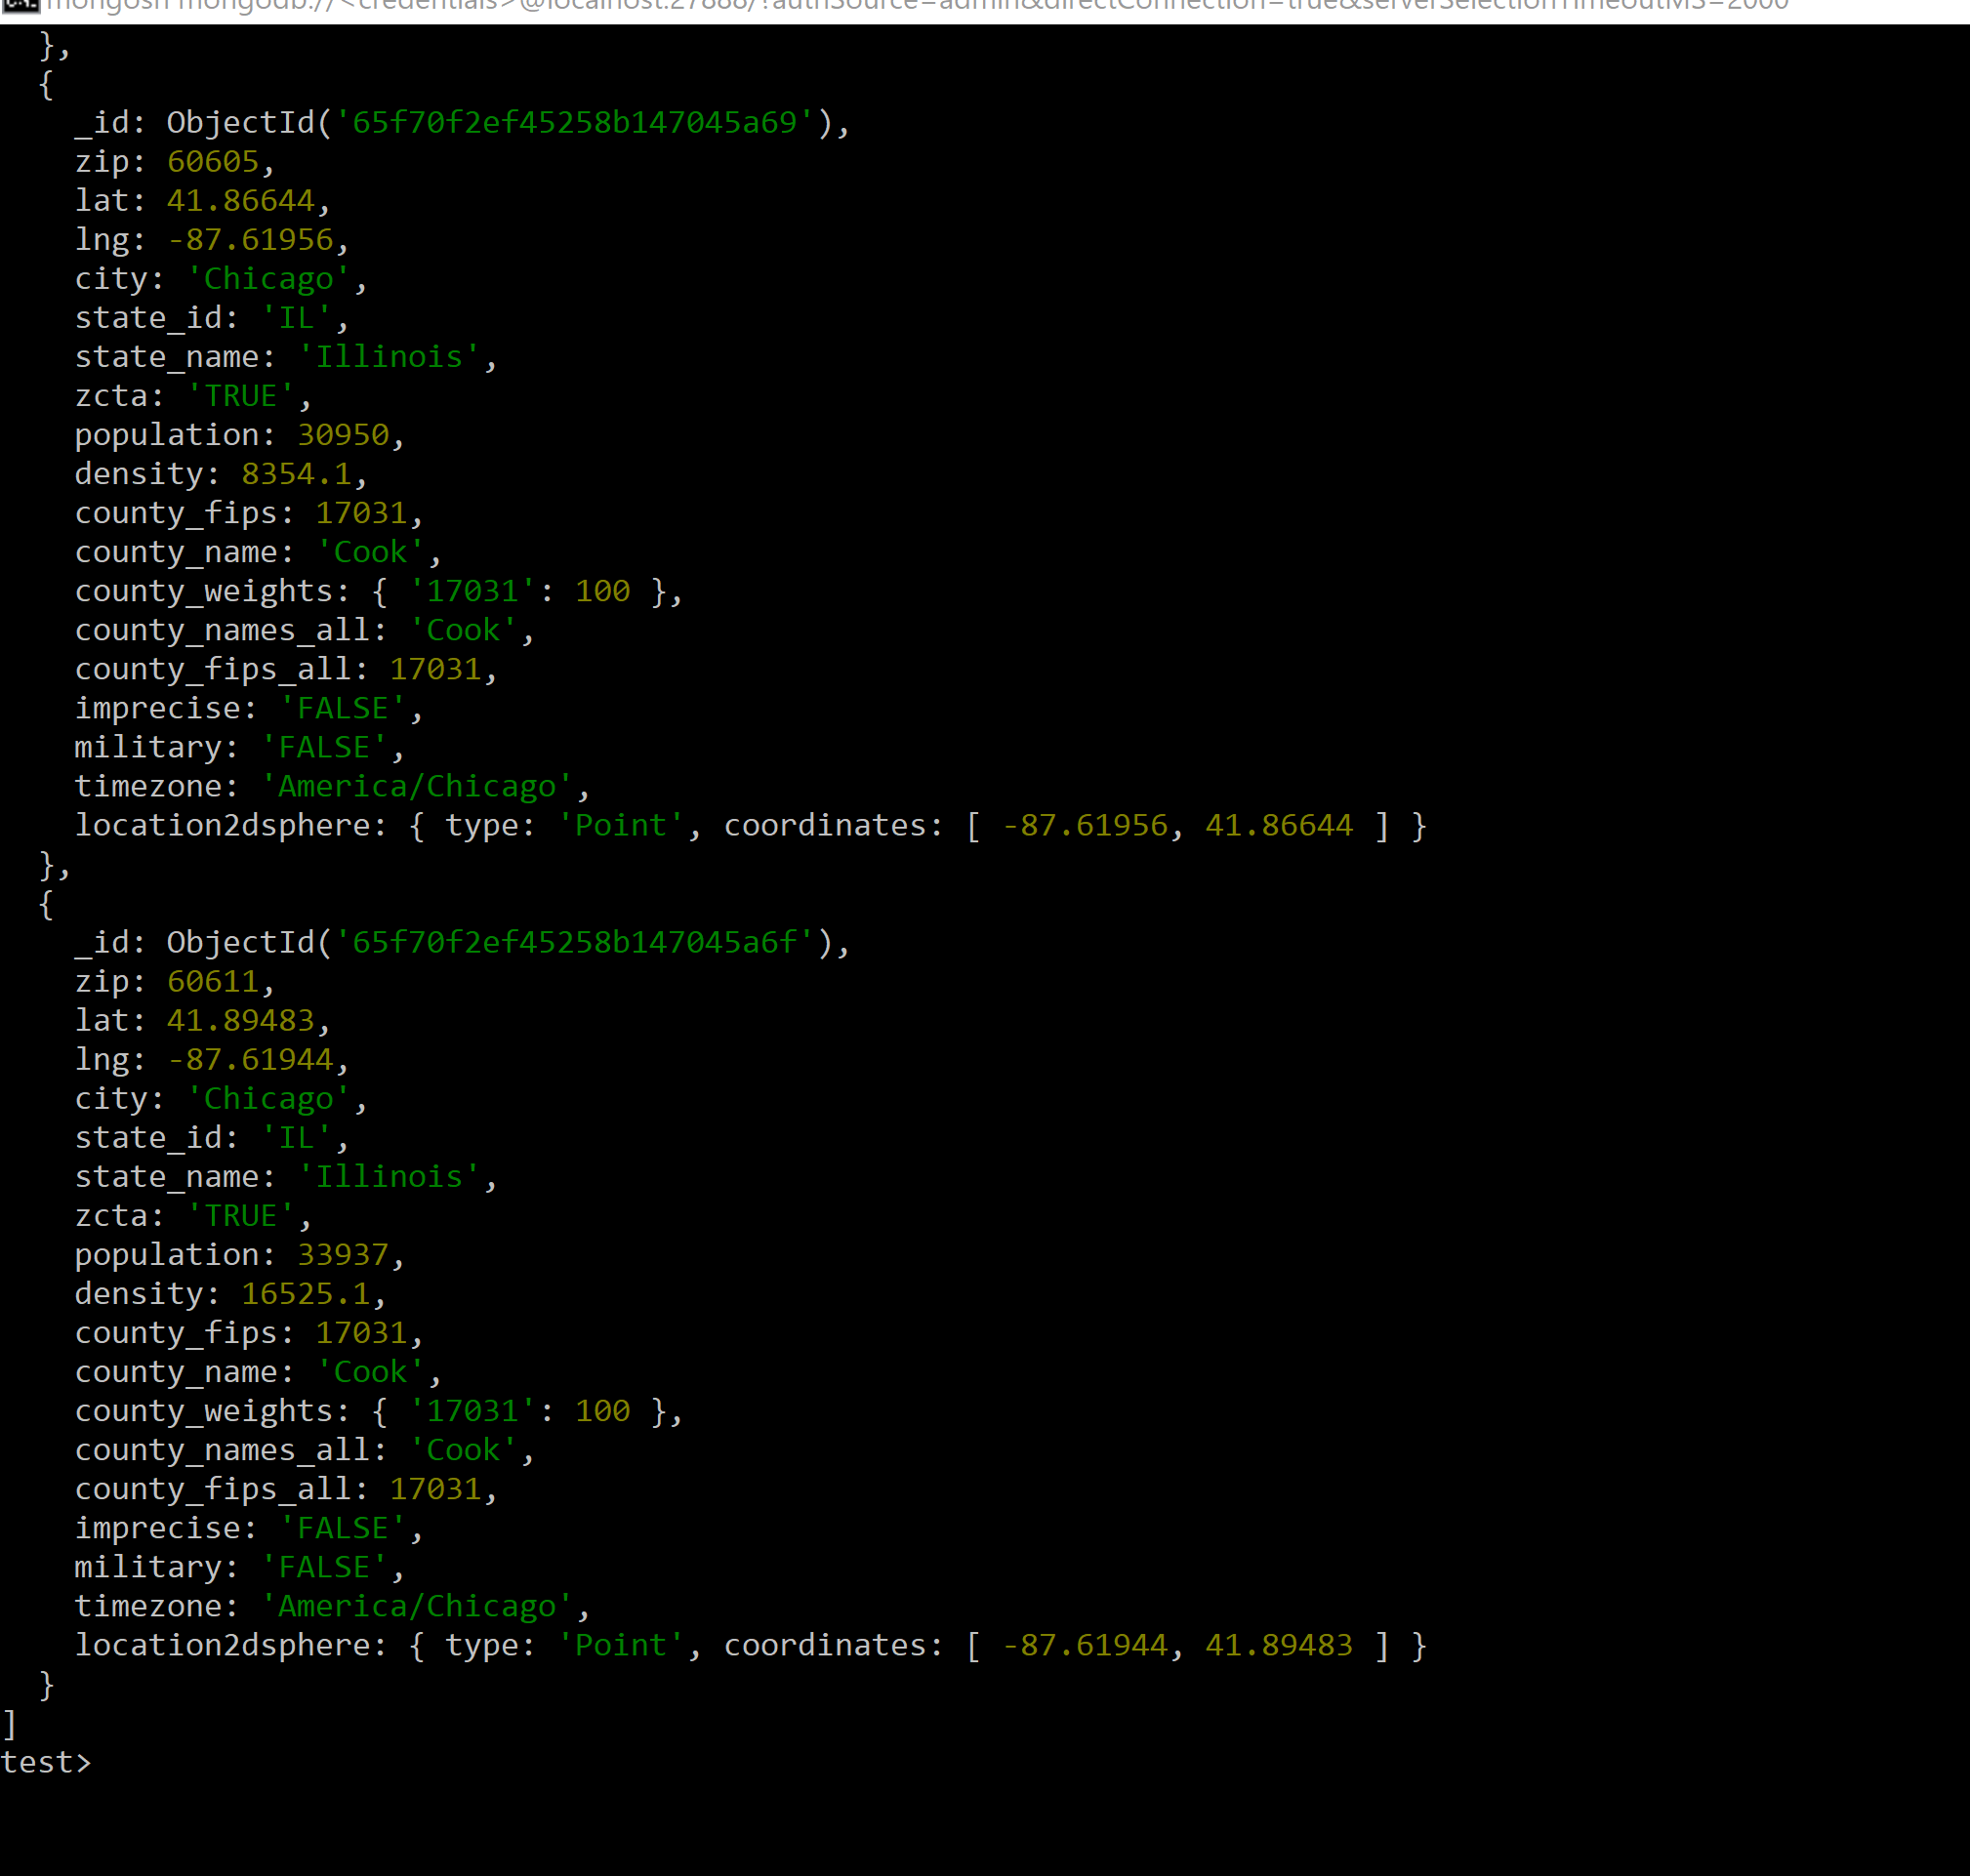 mongosh mongodb://<credentials>@localhost:27888/?authSource=admin&directConnection=true&serverSelectionTimeoutMS=2000
},
{
_id: ObjectId('65f70f2ef45258b147045a69'),
zip: 60605,
lat: 41.86644,
lng: -87.61956,
city: 'Chicago',
state_id: 'IL',
state_name: 'Illinois',
zcta: 'TRUE',
population: 30950,
density: 8354.1,
county_fips: 17031,
county_name: 'Cook',
county_weights: { '17031': 100 },
county_names_all: 'Cook',
county_fips_all: 17031,
imprecise: 'FALSE',
military: 'FALSE',
timezone: 'America/Chicago',
location2dsphere: { type: 'Point', coordinates: [ -87.61956, 41.86644 ] }
},
{
_id: ObjectId('65f70f2ef45258b147045a6f'),
zip: 60611,
lat: 41.89483,
lng: -87.61944,
city: 'Chicago',
state_id: 'IL',
state_name: 'Illinois',
zcta: 'TRUE',
population: 33937,
density: 16525.1,
county_fips: 17031,
county_name: 'Cook',
county_weights: { '17031': 100 },
county_names_all: 'Cook',
county_fips_all: 17031,
imprecise: 'FALSE',
military: 'FALSE',
timezone: 'America/Chicago',
location2dsphere: { type: 'Point', coordinates: [ -87.61944, 41.89483 ] }
}
]
test>